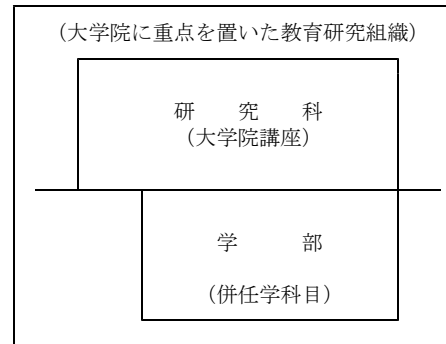 （大学院に重点を置いた教育研究組織）
研　究　科
（大学院講座）
学　　部
（併任学科目）